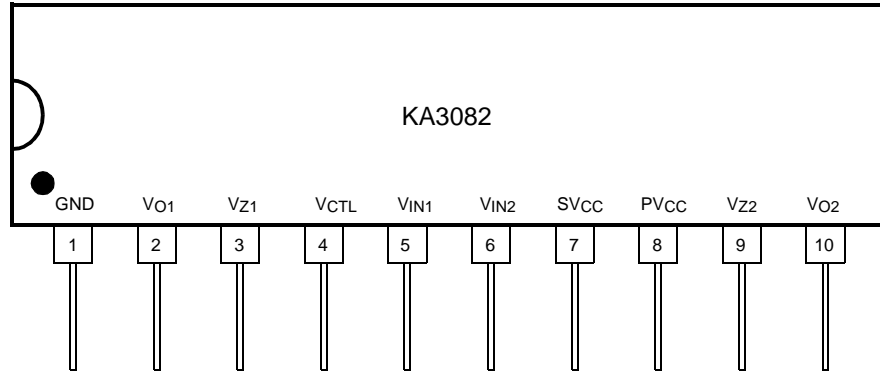 KA3082
GND VO1 VZ1 VCTL VIN1 VIN2 SVCC PVCC VZ2 VO2
1 2 3 4 5 6 7 8 9 10